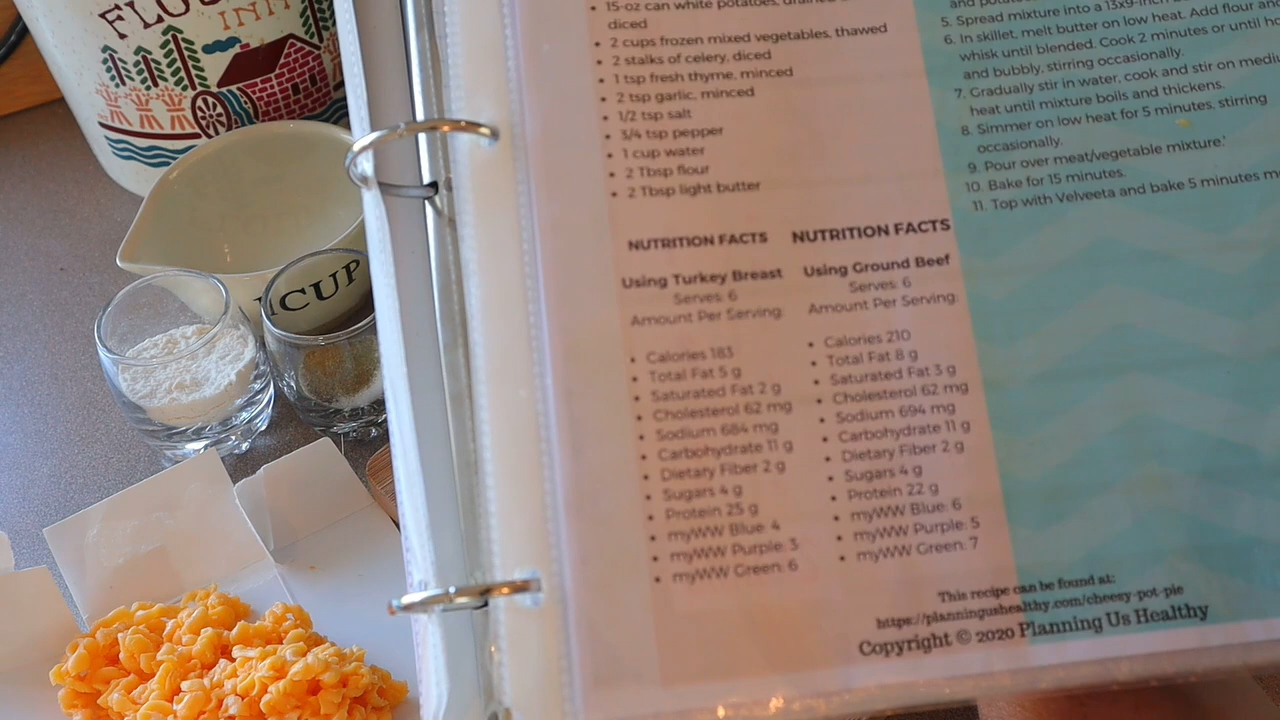 FLOUR
INN
1CUP
• 15-oz can white potatoes, drained
diced
• 2 cups frozen mixed vegetables, thawed
• 2 stalks of celery, diced
• 1 tsp fresh thyme, minced
• 2 tsp garlic, minced
• 1/2 tsp salt
• 3/4 tsp pepper
• 1 cup water
• 2 Tbsp flour
• 2 Tbsp light butter
NUTRITION FACTS
Using Turkey Breast
Serves: 6
Amount Per Serving:
• Calories 183
• Total Fat 5 g
• Saturated Fat 2 g
• Cholesterol 62 mg
• Sodium 684 mg
• Carbohydrate 11 g
• Dietary Fiber 2 g
• Sugars 4 g
• Protein 25 g
• myWW Blue: 4
• myWW Purple: 3
• myWW Green: 6
NUTRITION FACTS
Using Ground Beef
Serves: 6
Amount Per Serving:
• Calories 210
• Total Fat 8 g
• Saturated Fat 3 g
• Cholesterol 62 mg
• Sodium 694 mg
• Carbohydrate 11 g
• Dietary Fiber 2 g
• Sugars 4 g
• Protein 22 g
• myWW Blue: 6
• myWW Purple: 5
• myWW Green: 7
5. Spread mixture into a 13x9-inch
6. In skillet, melt butter on low heat. Add flour and
whisk until blended. Cook 2 minutes or until
and bubbly, stirring occasionally.
7. Gradually stir in water, cook and stir on
heat until mixture boils and thickens.
8. Simmer on low heat for 5 minutes, stirring
occasionally.
9. Pour over meat/vegetable mixture.
10. Bake for 15 minutes.
11. Top with Velveeta and bake 5 minutes
This recipe can be found at:
https://planningushealthy.com/cheesy-pot-pie
Copyright © 2020 Planning Us Healthy